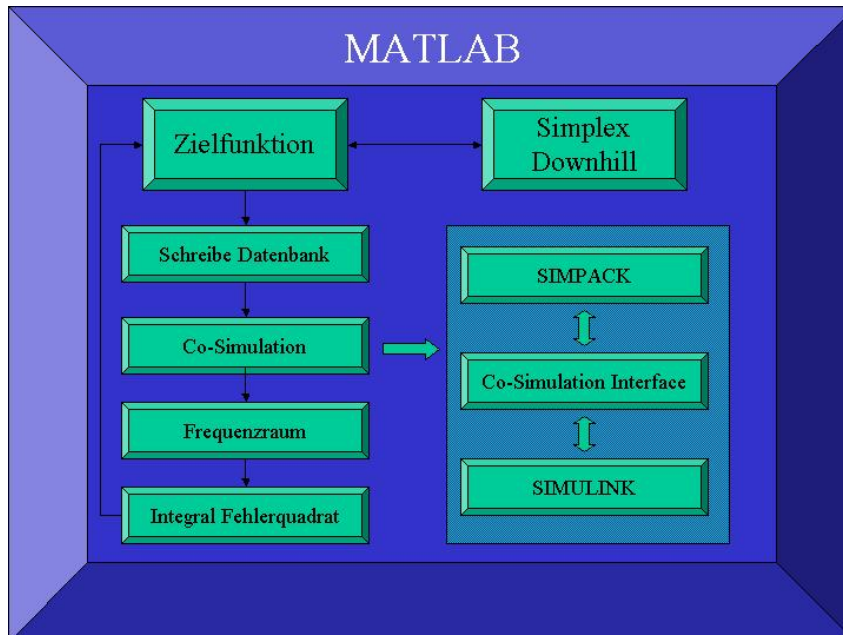 MATLAB
Zielfunktion
Simplex
Downhill
Schreibe Datenbank
Co-Simulation
Frequenzraum
Integral Fehlerquadrat
SIMPACK
Co-Simulation Interface
SIMULINK